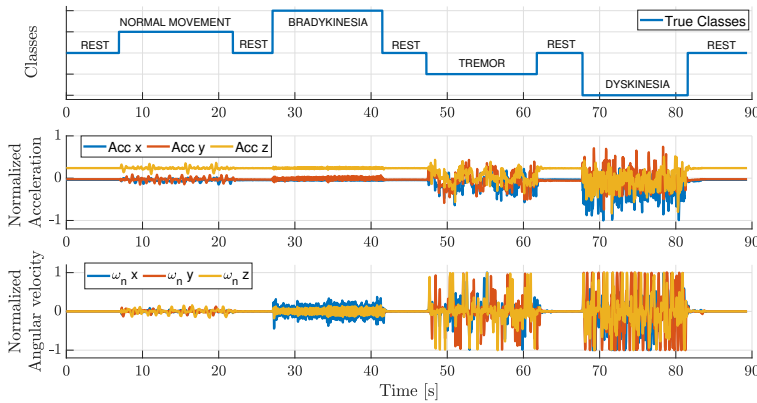 NORMAL MOVEMENT
BRADYKINESIA
True Classes
REST
REST
REST
REST
REST
TREMOR
DYSKINESIA
Classes
0 10 20 30 40 50 60 70 80 90
Acc x Acc y Acc z
1
0
-1
Normalized
Acceleration
0 10 20 30 40 50 60 70 80 90
ωn x ωn y ωn z
1
0
-1
Normalized
Angular velocity
0 10 20 30 40 50 60 70 80 90
Time [s]